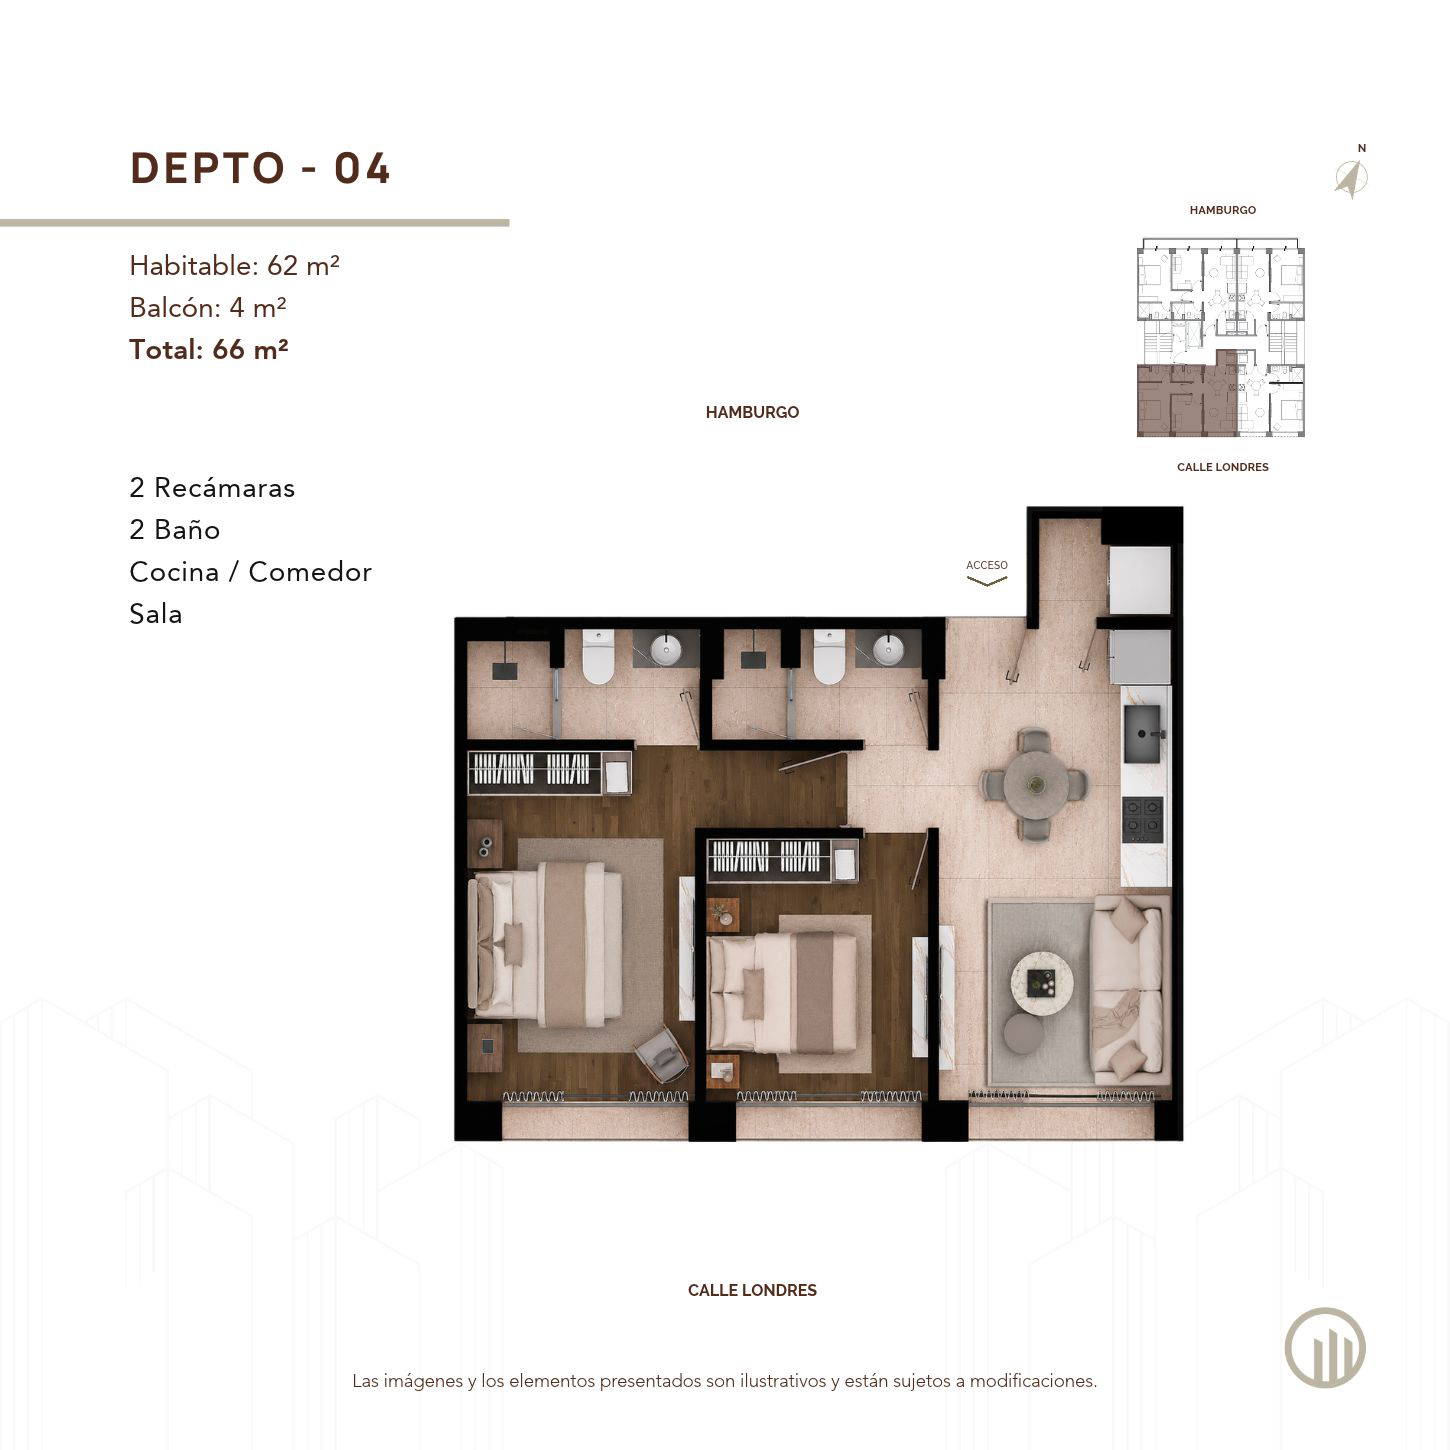 DEPTO - 04
Habitable: 62 m²
Balcón: 4 m²
Total: 66 m²
2 Recámaras
2 Baño
Cocina / Comedor
Sala
N
HAMBURGO
CALLE LONDRES
HAMBURGO
ACCESO
CALLE LONDRES
Las imágenes y los elementos presentados son ilustrativos y están sujetos a modificaciones.